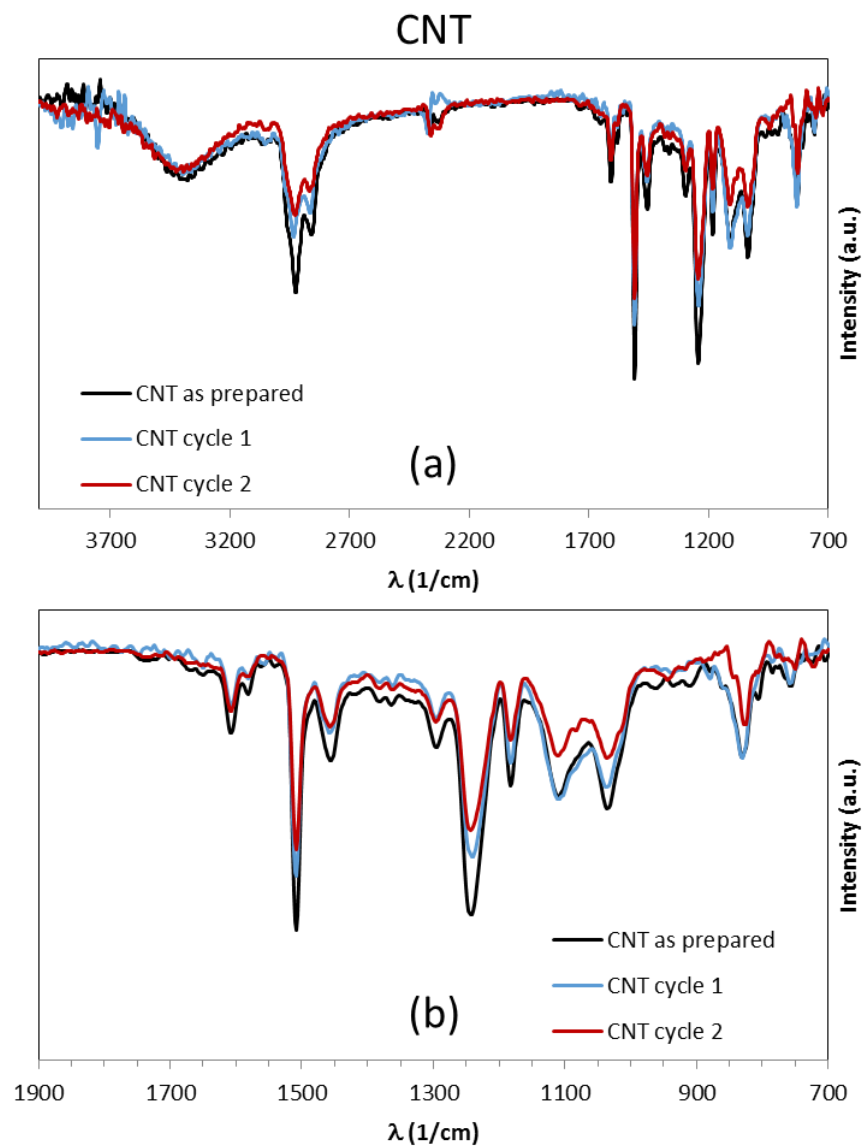 CNT
Intensity (a.u.)
CNT as prepared
CNT cycle 1
CNT cycle 2
(a)
3700 3200 2700 2200 1700 1200 700
λ (1/cm)
Intensity (a.u.)
CNT as prepared
CNT cycle 1
CNT cycle 2
(b)
1900 1700 1500 1300 1100 900 700
λ (1/cm)